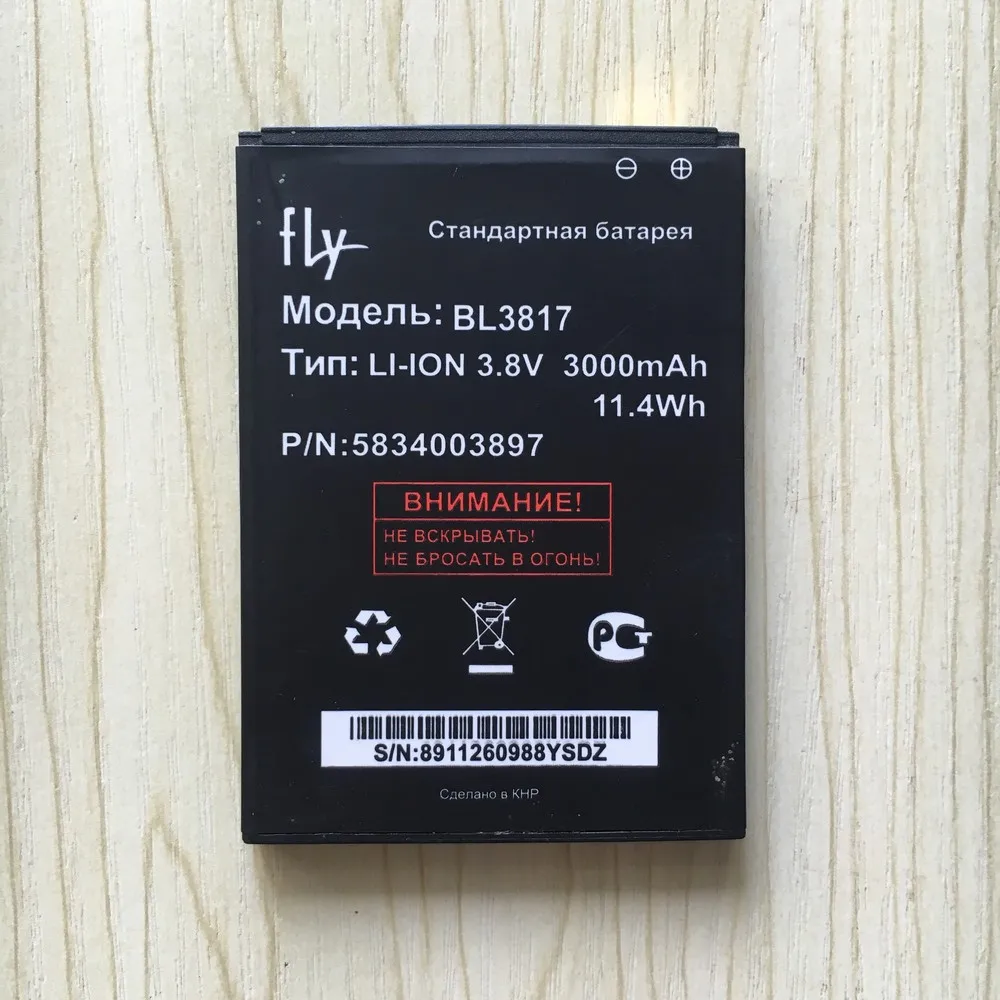 fly
Стандартная батарея
Модель: BL3817
Тип: LI-ION 3.8V 3000mAh
11.4Wh
P/N:5834003897
ВНИМАНИЕ!
НЕ ВСКРЫВАТЬ!
НЕ БРОСАТЬ В ОГОНЬ!
РСТ
S/N:8911260988YSDZ
Сделано в КНР